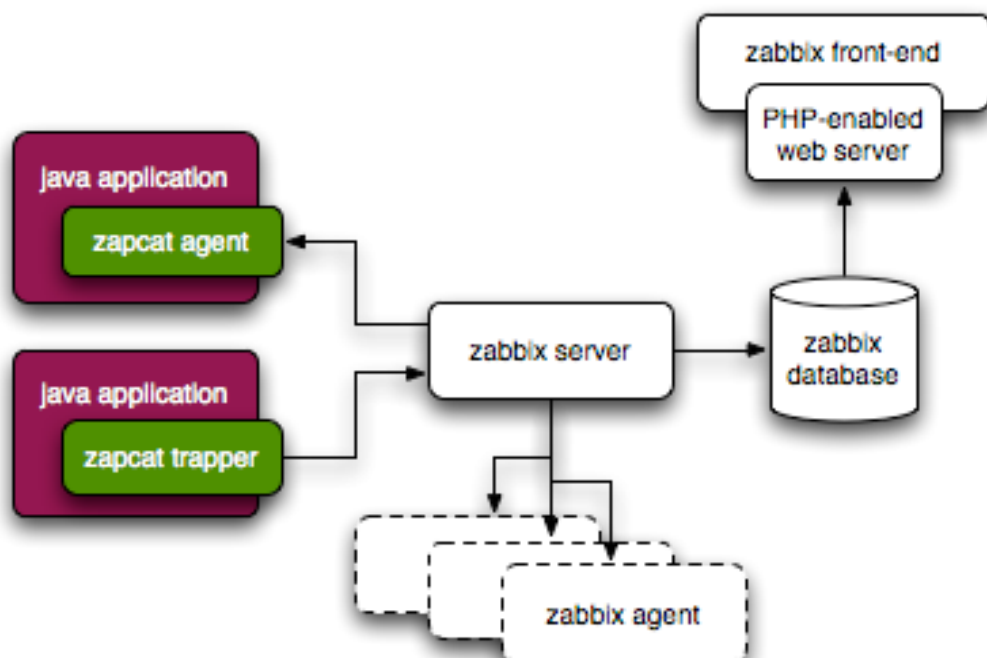 zabbix front-end
PHP-enabled
web server
java application
zapcat agent
zabbix server
zabbix
database
java application
zapcat trapper
zabbix agent